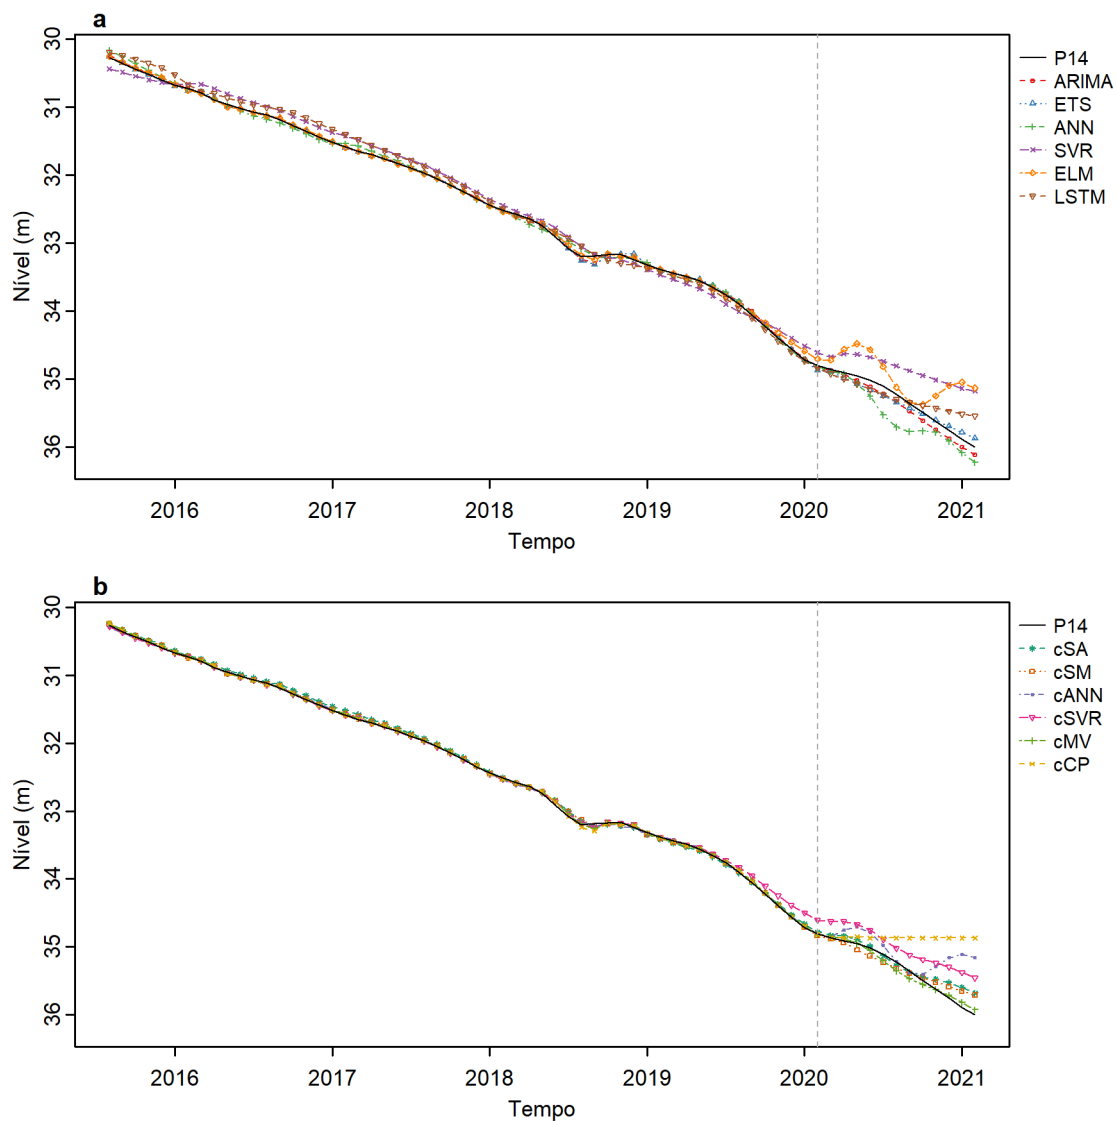 a
30
31
32
33
34
35
36
Nível (m)
2016 2017 2018 2019 2020 2021
Tempo
P14
ARIMA
ETS
ANN
SVR
ELM
LSTM
b
30
31
32
33
34
35
36
Nível (m)
2016 2017 2018 2019 2020 2021
Tempo
P14
cSA
cSM
cANN
cSVR
cMV
cCP